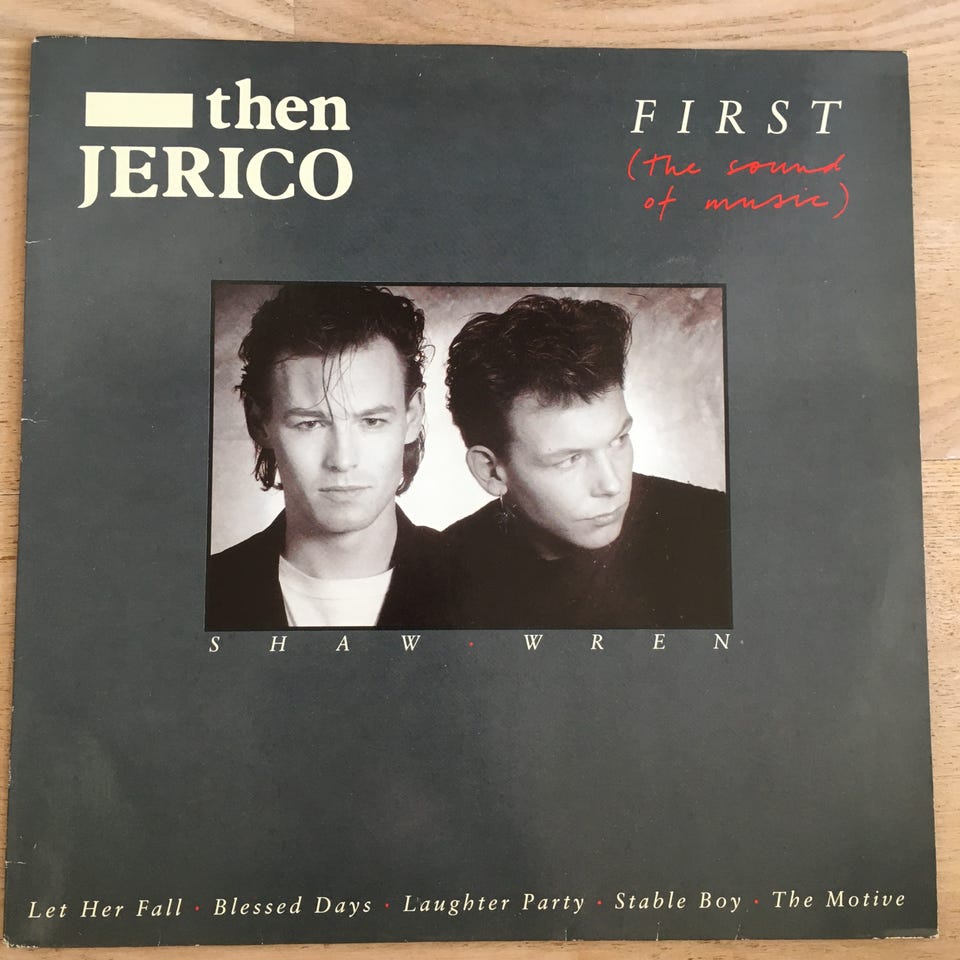 then
JERICO
FIRST
(the sound
of music)
SHAW · WREN
Let Her Fall · Blessed Days · Laughter Party · Stable Boy · The Motive